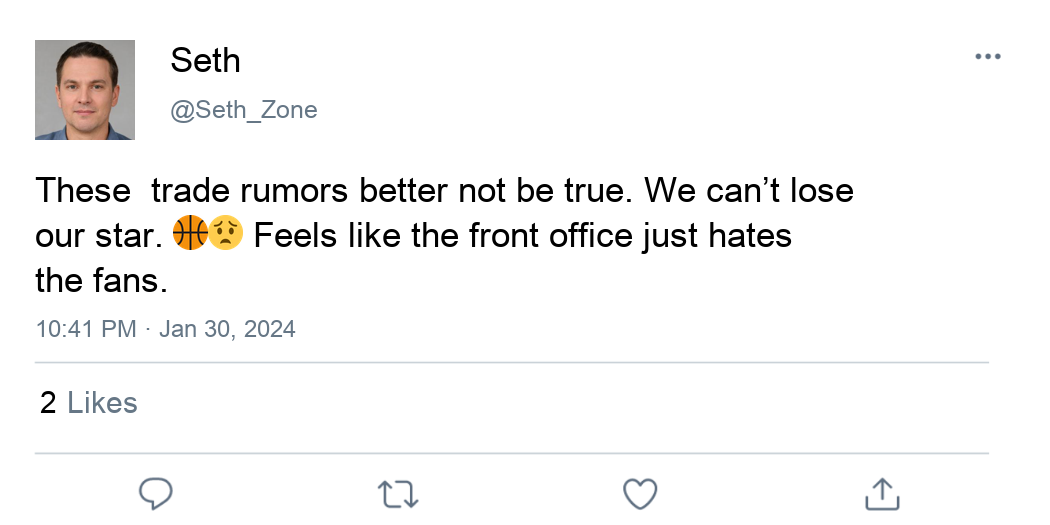 Seth
@Seth_Zone
These  trade rumors better not be true. We can’t lose
our star. 🏀😟 Feels like the front office just hates
the fans.
10:41 PM · Jan 30, 2024
2 Likes